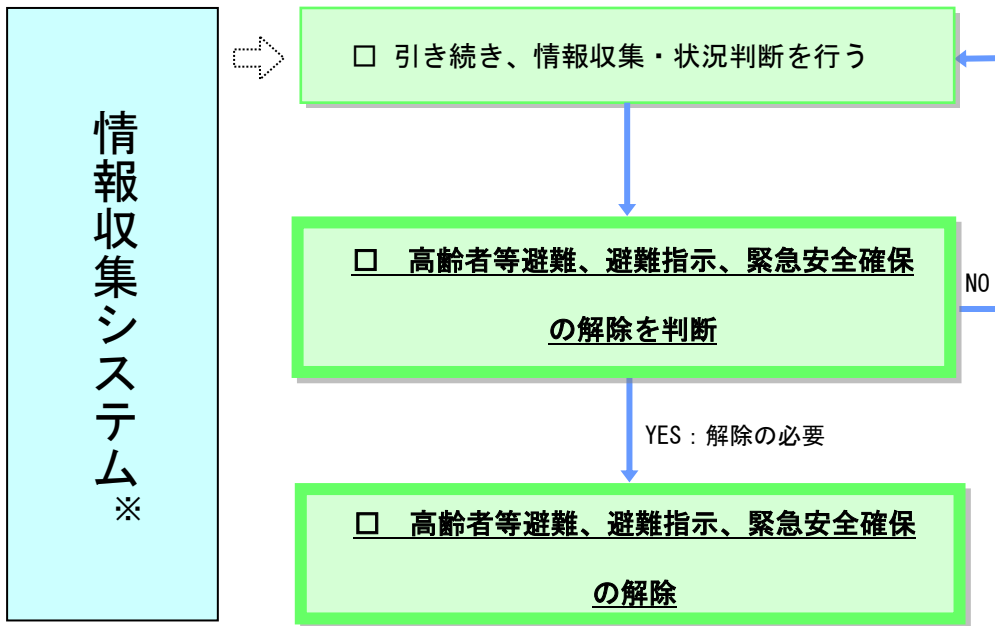 情報収集システム※
□ 引き続き、情報収集・状況判断を行う
□ 高齢者等避難、避難指示、緊急安全確保
の解除を判断
NO
YES：解除の必要
□ 高齢者等避難、避難指示、緊急安全確保
の解除